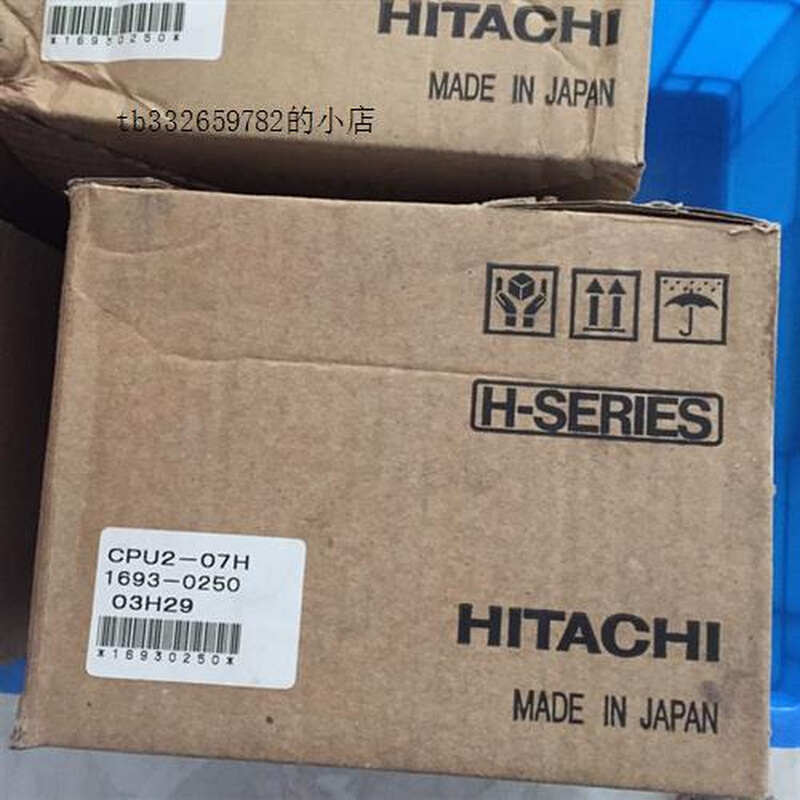 *16930250*
HITACHI
MADE IN JAPAN
tb332659782的小店
H-SERIES
CPU2-07H
1693-0250
03H29
*16930250*
HITACHI
MADE IN JAPAN